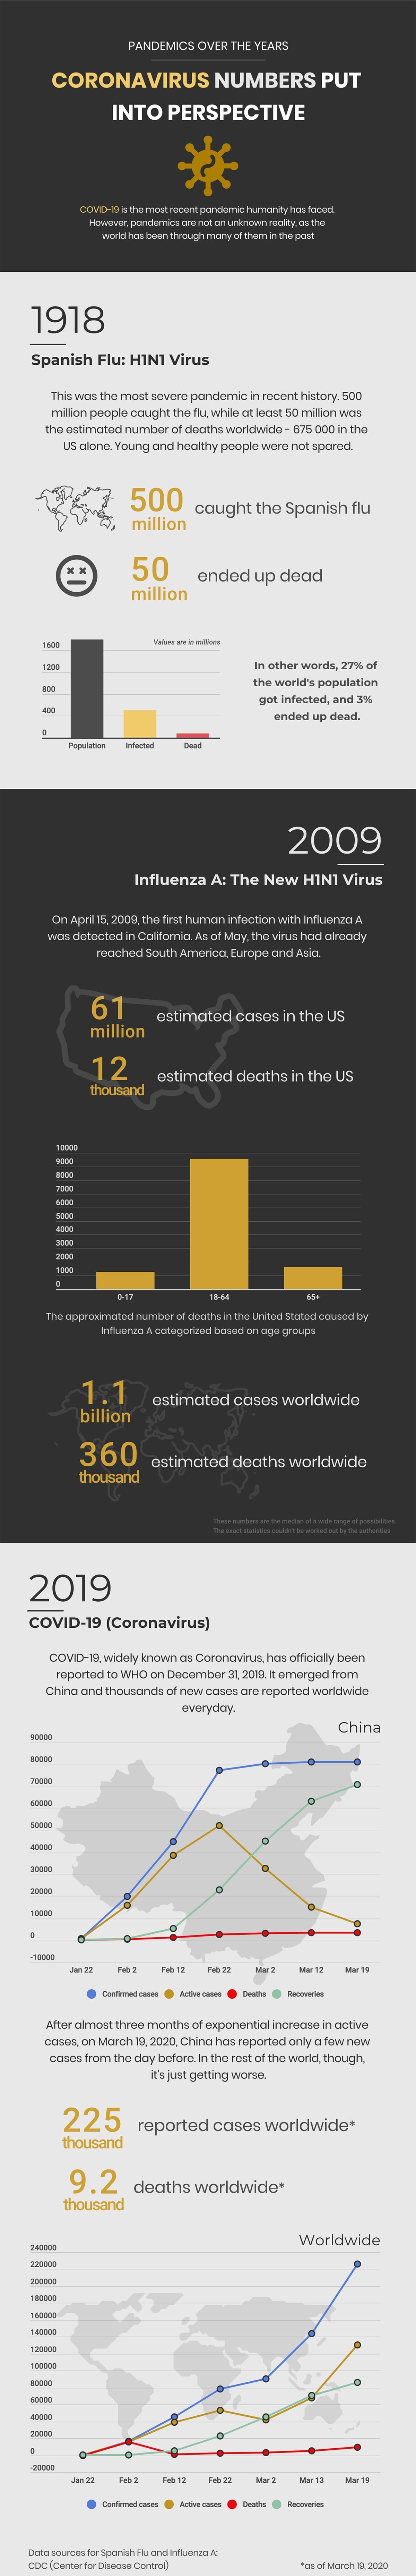 PANDEMICS OVER THE YEARS
CORONAVIRUS NUMBERS PUT
INTO PERSPECTIVE
COVID-19 is the most recent pandemic humanity has faced.
However, pandemics are not an unknown reality, as the
world has been through many of them in the past
1918
Spanish Flu: H1N1 Virus
This was the most severe pandemic in recent history. 500
million people caught the flu, while at least 50 million was
the estimated number of deaths worldwide - 675 000 in the
US alone. Young and healthy people were not spared.
500
million
caught the Spanish flu
50
million
ended up dead
Values are in millions
1600
1200
800
400
0
Population Infected Dead
In other words, 27% of
the world's population
got infected, and 3%
ended up dead.
2009
Influenza A: The New H1N1 Virus
On April 15, 2009, the first human infection with Influenza A
was detected in California. As of May, the virus had already
reached South America, Europe and Asia.
61
million
estimated cases in the US
12
thousand
estimated deaths in the US
10000
9000
8000
7000
6000
5000
4000
3000
2000
1000
0
0-17 18-64 65+
The approximated number of deaths in the United Stated caused by
Influenza A categorized based on age groups
1.1
billion
estimated cases worldwide
360
thousand
estimated deaths worldwide
These numbers are the median of a wide range of possibilities.
The exact statistics couldn't be worked out by the authorities
2019
COVID-19 (Coronavirus)
COVID-19, widely known as Coronavirus, has officially been
reported to WHO on December 31, 2019. It emerged from
China and thousands of new cases are reported worldwide
everyday.
China
90000
80000
70000
60000
50000
40000
30000
20000
10000
0
-10000
Jan 22 Feb 2 Feb 12 Feb 22 Mar 2 Mar 12 Mar 19
Confirmed cases Active cases Deaths Recoveries
After almost three months of exponential increase in active
cases, on March 19, 2020, China has reported only a few new
cases from the day before. In the rest of the world, though,
it's just getting worse.
225
thousand
reported cases worldwide*
9.2
thousand
deaths worldwide*
Worldwide
240000
220000
200000
180000
160000
140000
120000
100000
80000
60000
40000
20000
0
-20000
Jan 22 Feb 2 Feb 12 Feb 22 Mar 2 Mar 13 Mar 19
Confirmed cases Active cases Deaths Recoveries
Data sources for Spanish Flu and Influenza A:
CDC (Center for Disease Control)
*as of March 19, 2020